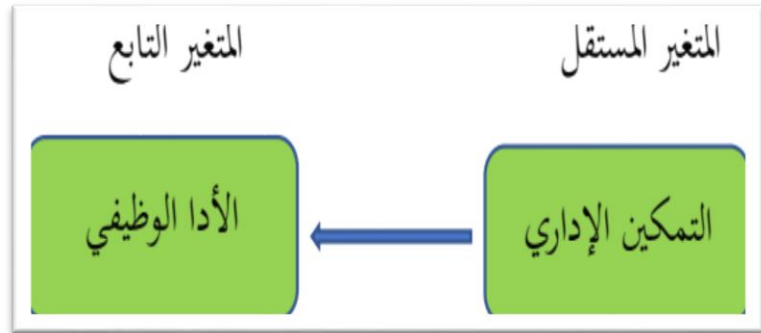 المتغير المستقل
المتغير التابع
التمكين الإداري
الأدا الوظيفي